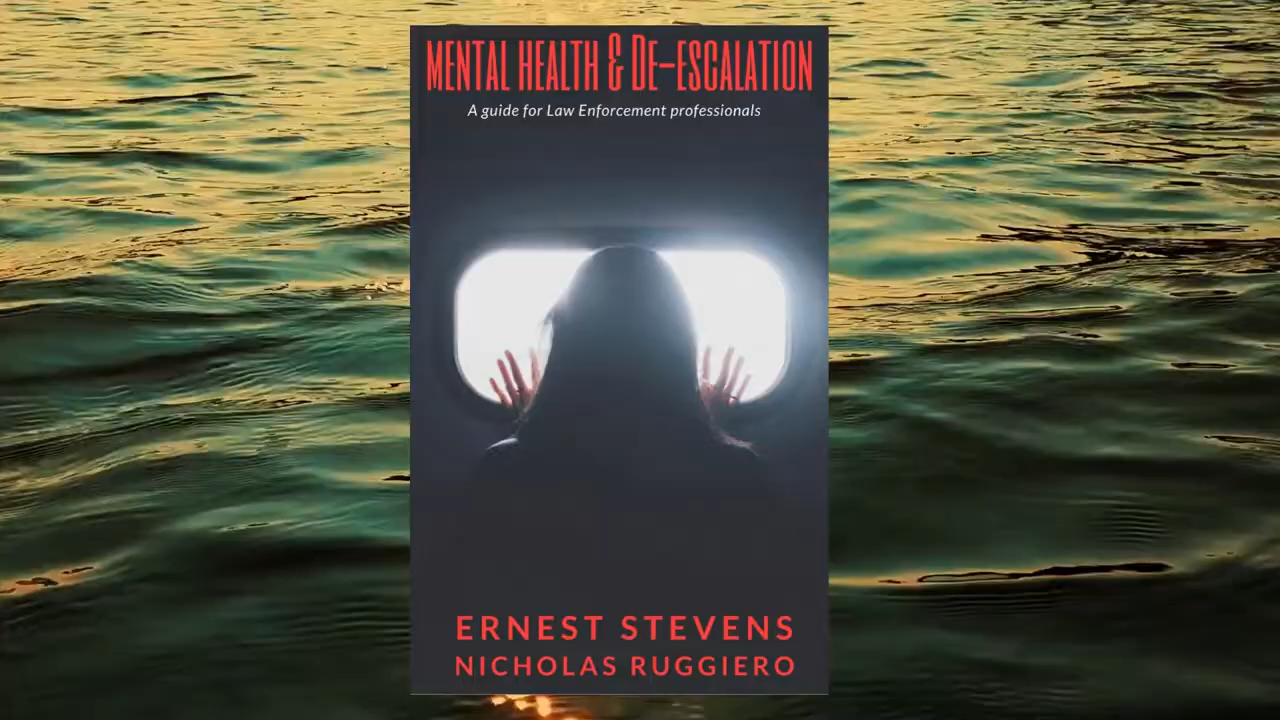 MENTAL HEALTH & DE-ESCALATION
A guide for Law Enforcement professionals
ERNEST STEVENS
NICHOLAS RUGGIERO